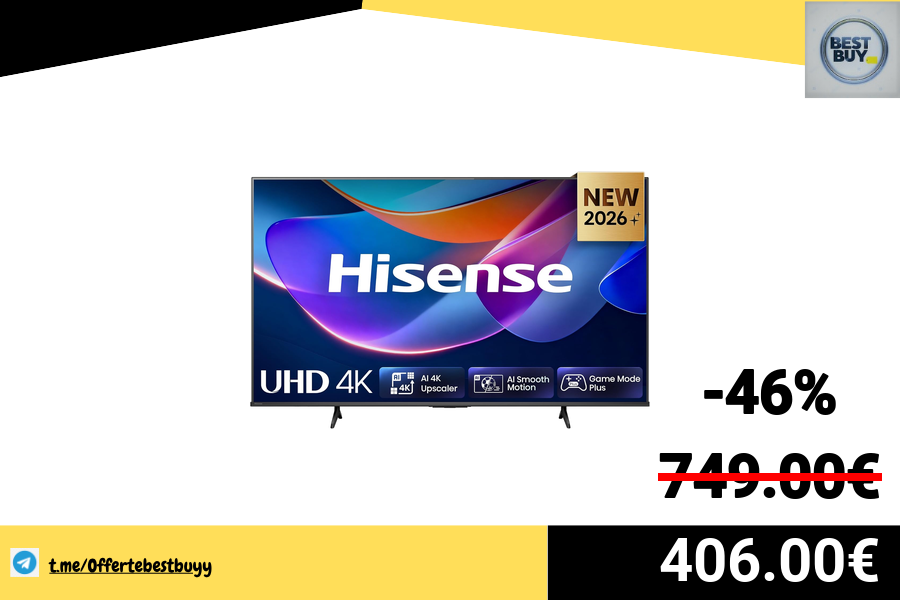 BEST
BUY
NEW
2026
Hisense
UHD 4K
AI
4K
AI 4K
Upscaler
AI Smooth
Motion
Game Mode
Plus
-46%
749.00€
406.00€
t.me/Offertebestbuyy